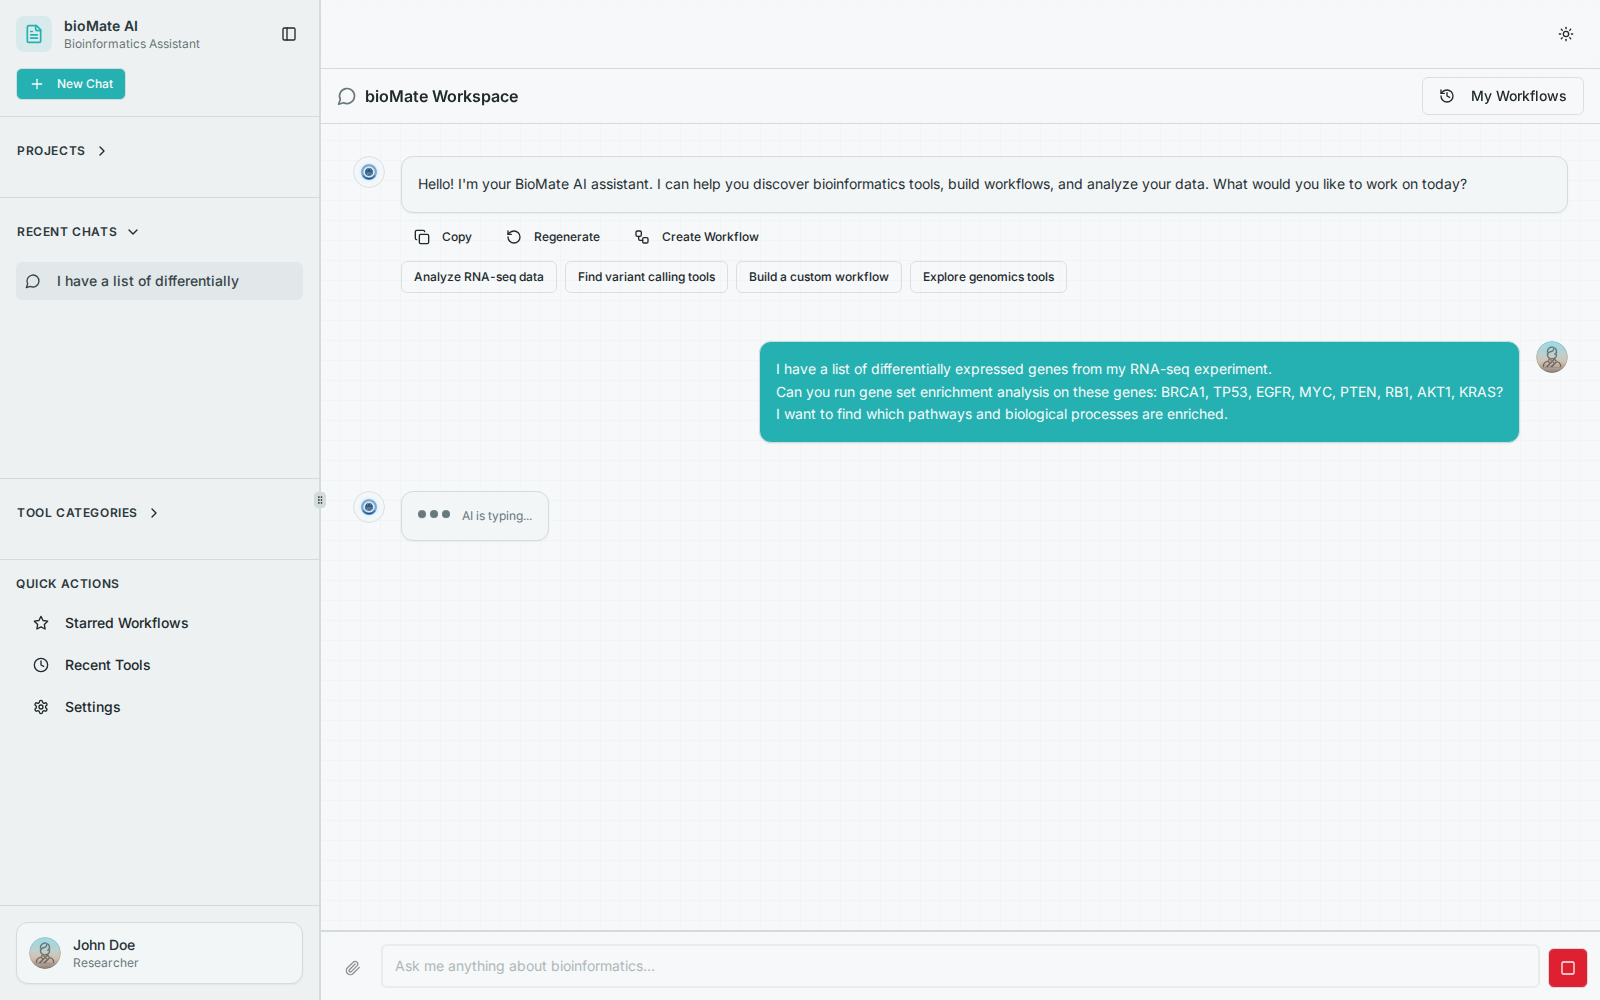 bioMate AI
Bioinformatics Assistant
New Chat
PROJECTS
RECENT CHATS
I have a list of differentially
TOOL CATEGORIES
QUICK ACTIONS
Starred Workflows
Recent Tools
Settings
John Doe
Researcher
bioMate Workspace
My Workflows
Hello! I'm your BioMate AI assistant. I can help you discover bioinformatics tools, build workflows, and analyze your data. What would you like to work on today?
Copy Regenerate Create Workflow
Analyze RNA-seq data Find variant calling tools Build a custom workflow Explore genomics tools
I have a list of differentially expressed genes from my RNA-seq experiment.
Can you run gene set enrichment analysis on these genes: BRCA1, TP53, EGFR, MYC, PTEN, RB1, AKT1, KRAS?
I want to find which pathways and biological processes are enriched.
AI is typing...
Ask me anything about bioinformatics...